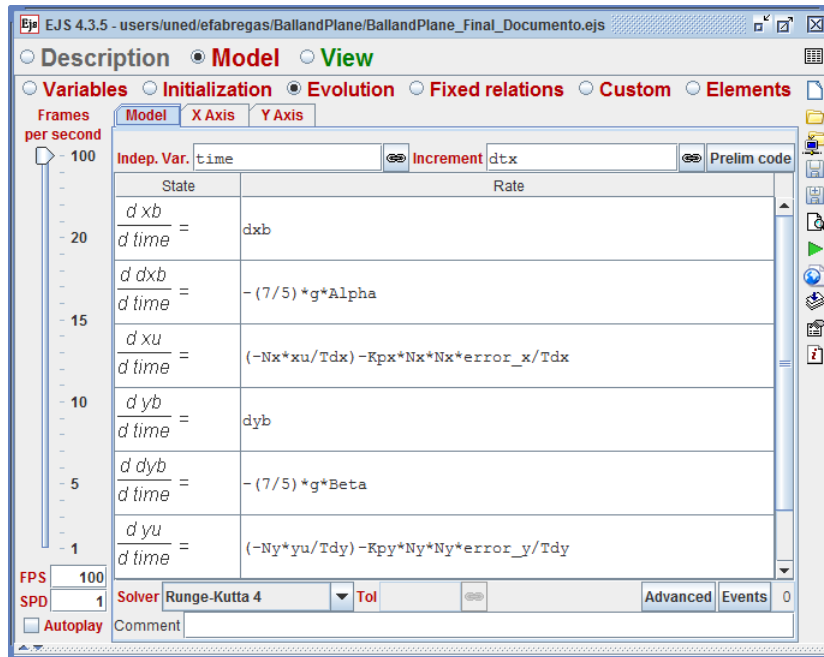 EJS 4.3.5 - users/uned/efabregas/BallandPlane/BallandPlane_Final_Documento.ejs
Description Model View
Variables Initialization Evolution Fixed relations Custom Elements
Frames
per second
100
20
15
10
5
1
FPS 100
SPD 1
Autoplay
Model X Axis Y Axis
Indep. Var. time Increment dtx Prelim code
State Rate
d xb
d time = dxb
d dxb
d time = -(7/5)*g*Alpha
d xu
d time = (-Nx*xu/Tdx)-Kpx*Nx*Nx*error_x/Tdx
d yb
d time = dyb
d dyb
d time = -(7/5)*g*Beta
d yu
d time = (-Ny*yu/Tdy)-Kpy*Ny*Ny*error_y/Tdy
Solver Runge-Kutta 4 Tol Advanced Events 0
Comment